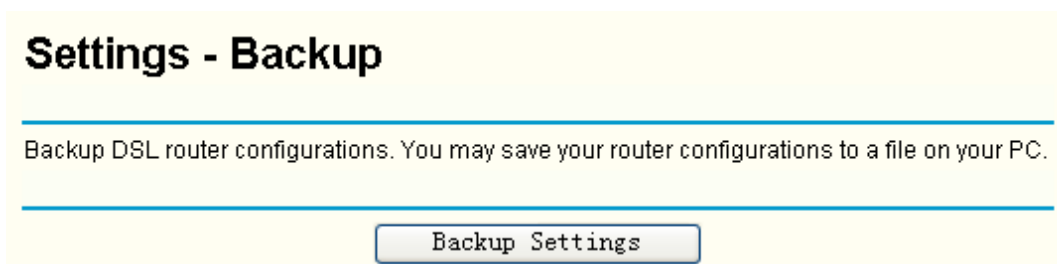 Settings - Backup
Backup DSL router configurations. You may save your router configurations to a file on your PC.
Backup Settings